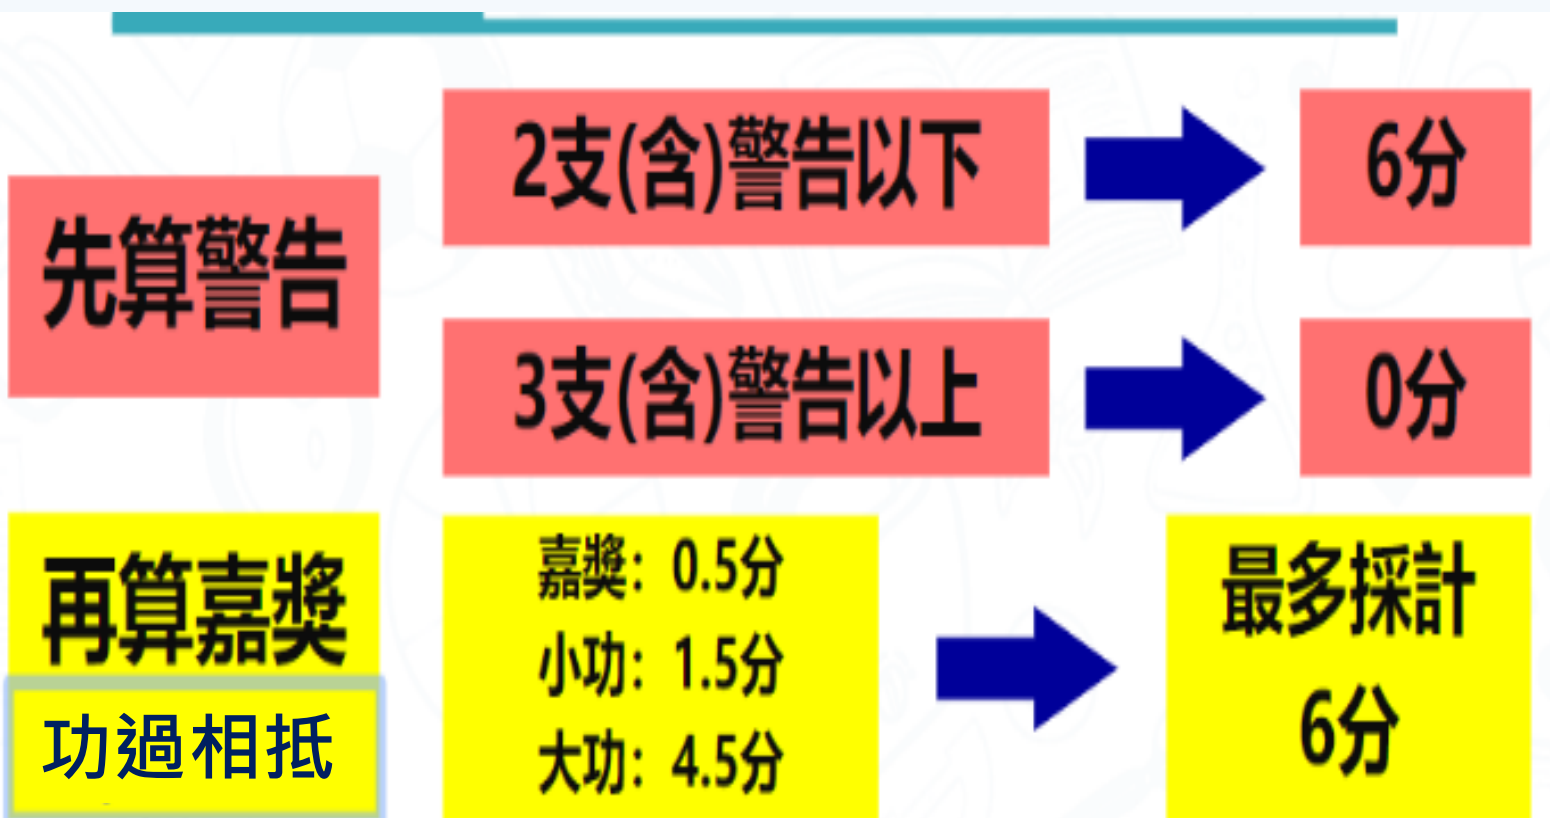 先算警告
2支(含)警告以下
6分
3支(含)警告以上
0分
再算嘉獎
功過相抵
嘉獎：0.5分
小功：1.5分
大功：4.5分
最多採計
6分